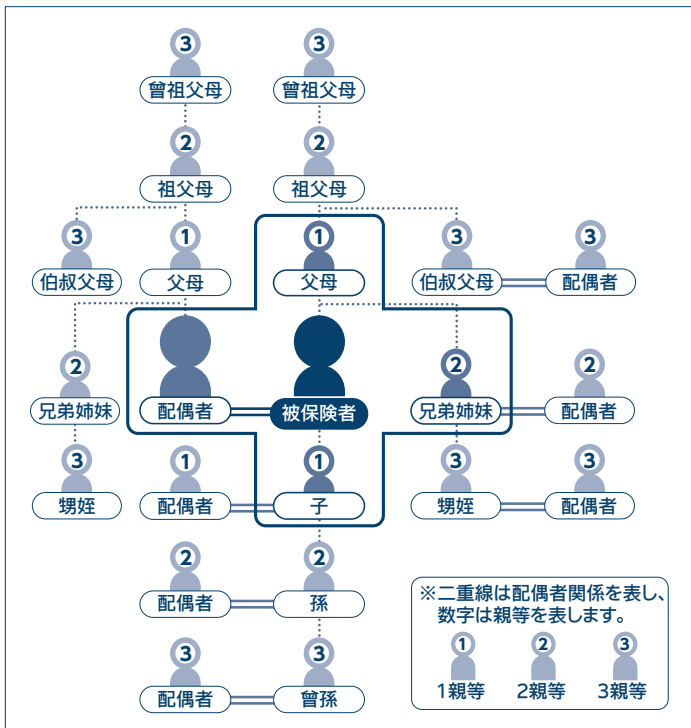 3 3
曾祖父母 曾祖父母
2 2
祖父母 祖父母
3 1 1 3 3
伯叔父母 父母 父母 伯叔父母 配偶者
2 2 2
兄弟姉妹 配偶者 被保険者 兄弟姉妹 配偶者
3 1 1 3 3
甥姪 配偶者 子 甥姪 配偶者
2 2
配偶者 孫
3 3
配偶者 曾孫
※二重線は配偶者関係を表し、
数字は親等を表します。
1 2 3
1親等 2親等 3親等